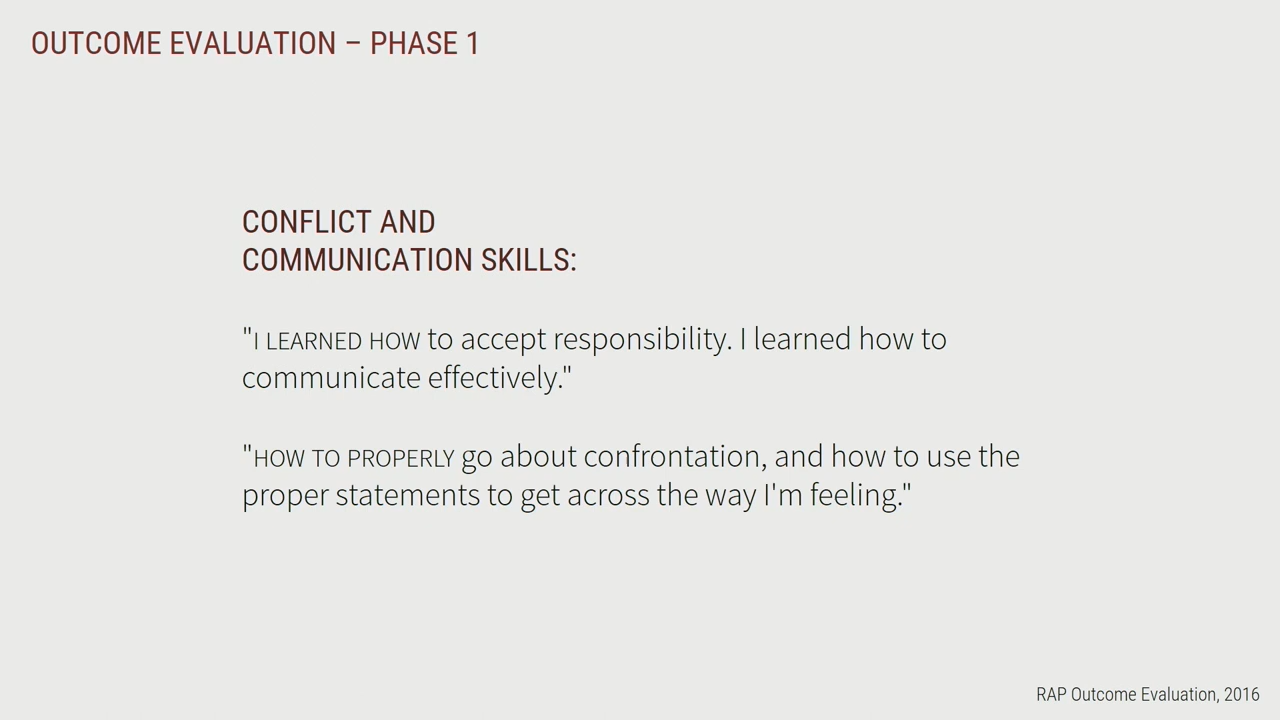 OUTCOME EVALUATION – PHASE 1
CONFLICT AND
COMMUNICATION SKILLS:
"I LEARNED HOW to accept responsibility. I learned how to
communicate effectively."
"HOW TO PROPERLY go about confrontation, and how to use the
proper statements to get across the way I'm feeling."
RAP Outcome Evaluation, 2016